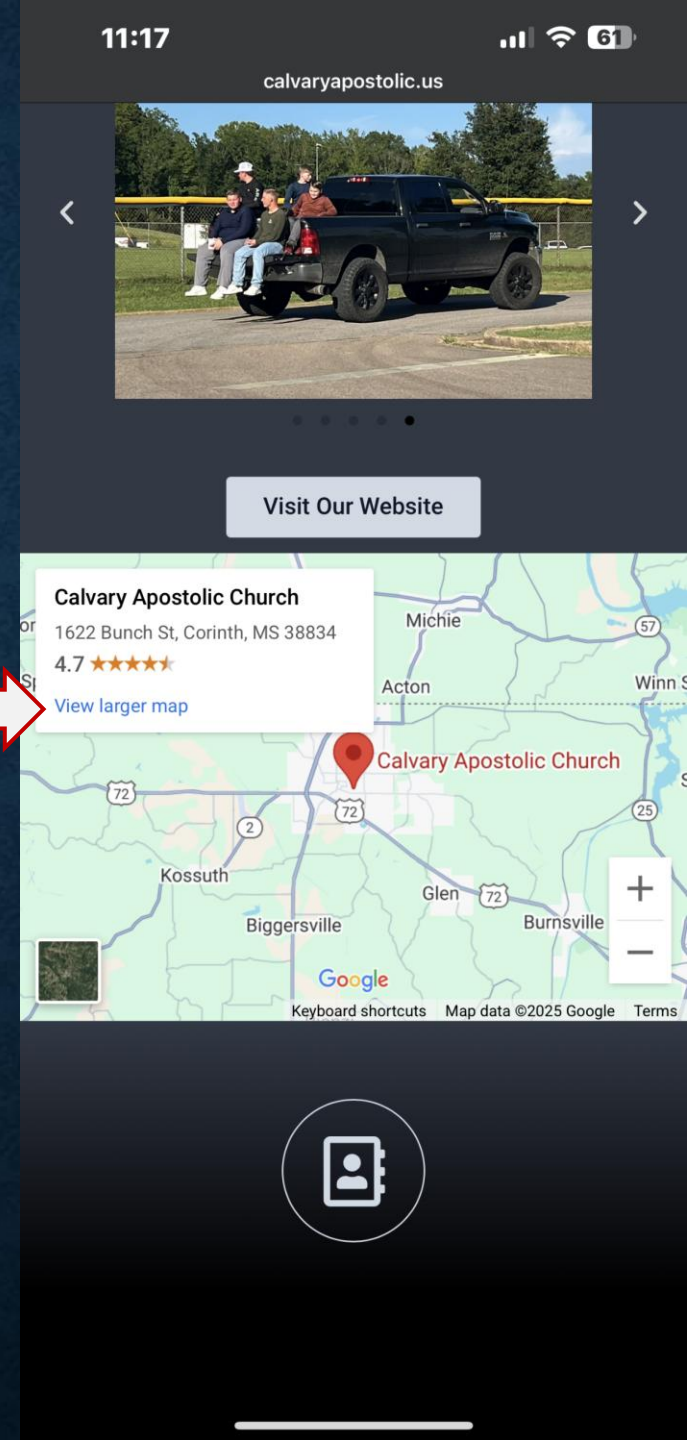 11:17
61
calvaryapostolic.us
Visit Our Website
Calvary Apostolic Church
1622 Bunch St, Corinth, MS 38834
4.7
View larger map
Michie
57
Acton
Winn S
Calvary Apostolic Church
72
72
2
25
Kossuth
Glen
72
Burnsville
Biggersville
Google
Keyboard shortcuts Map data ©2025 Google Terms